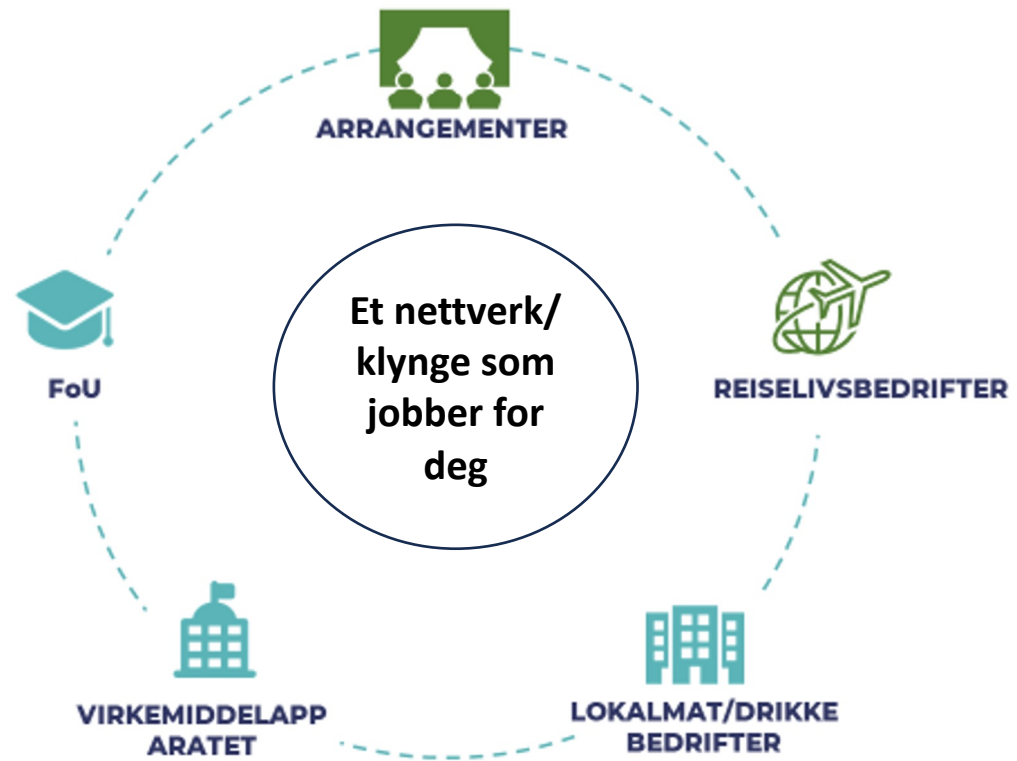 ARRANGEMENTER
Et nettverk/
klynge som
jobber for
deg
FoU
REISELIVSBEDRIFTER
VIRKEMIDDELAPP
ARATET
LOKALMAT/DRIKKE
BEDRIFTER